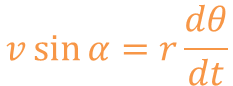 v sin α = r dθ/dt